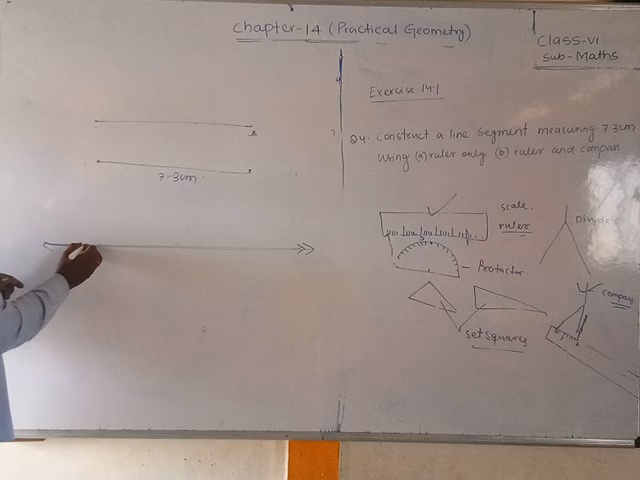 Chapter-14 (Practical Geometry)
Class-VI
Sub-Maths
Exercise-14.1
Q4. Construct a line segment measuring 7.3cm
using (a) ruler only (b) ruler and compass
7.3cm
scale.
ruler
Divider
Protactor
compass
set squares